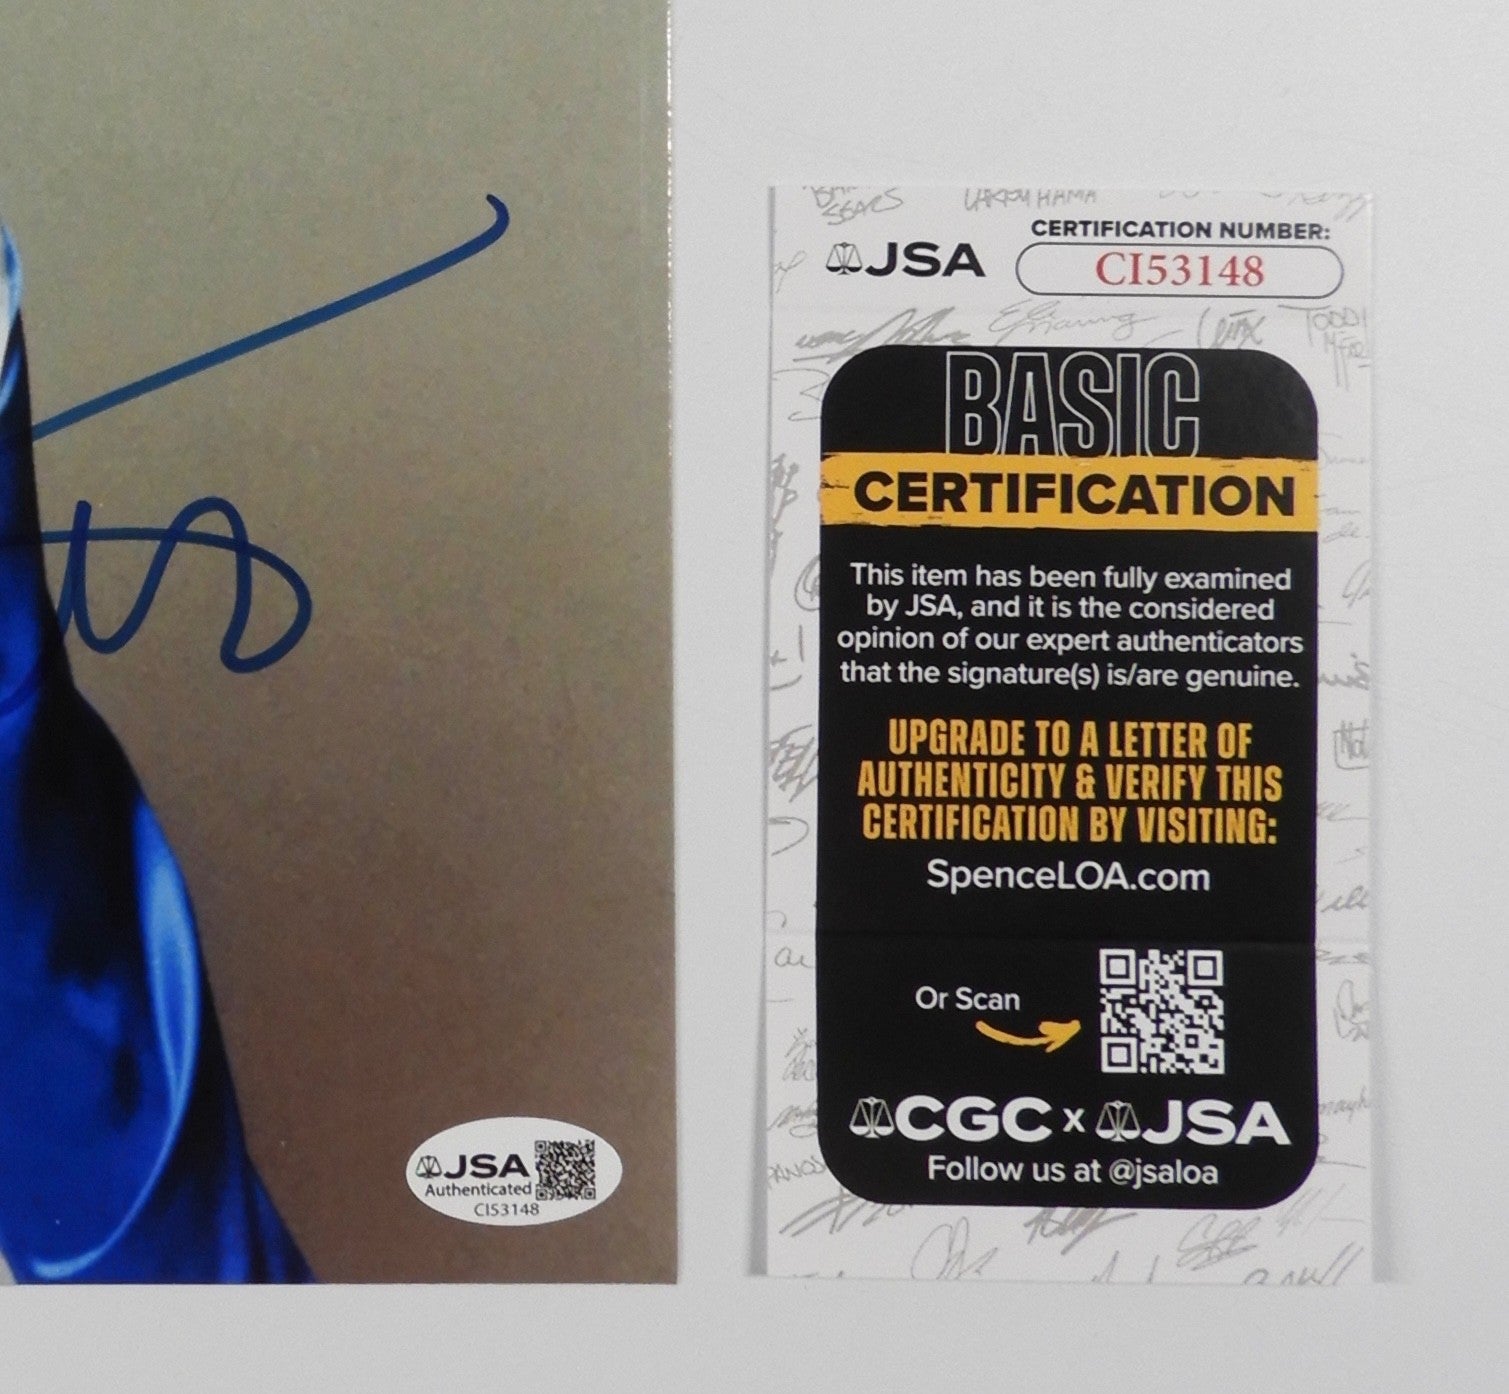 LARRY HAMA
JSA
CERTIFICATION NUMBER:
CI53148
BASIC
CERTIFICATION
This item has been fully examined
by JSA, and it is the considered
opinion of our expert authenticators
that the signature(s) is/are genuine.
UPGRADE TO A LETTER OF
AUTHENTICITY & VERIFY THIS
CERTIFICATION BY VISITING:
SpenceLOA.com
Or Scan
CGC x JSA
Follow us at @jsaloa
JSA
Authenticated
CI53148